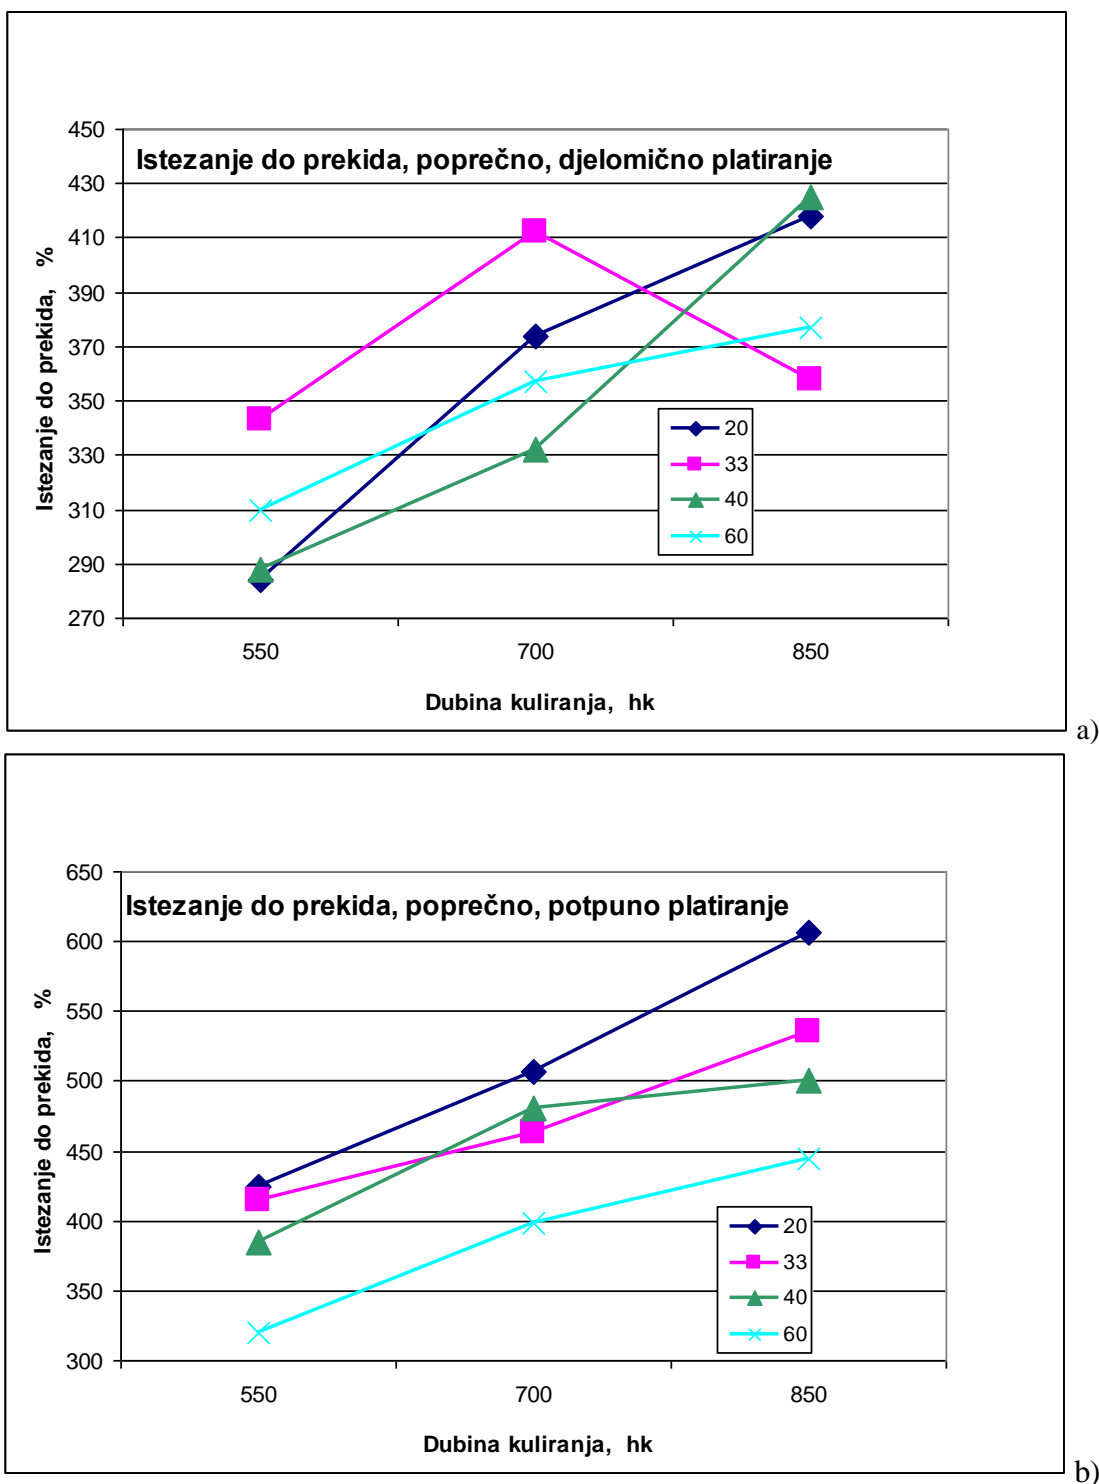 Istezanje do prekida, poprečno, djelomično platiranje
Istezanje do prekida, %
450
430
410
390
370
350
330
310
290
270
20
33
40
60
550 700 850
Dubina kuliranja, hk
a)
Istezanje do prekida, poprečno, potpuno platiranje
Istezanje do prekida, %
650
600
550
500
450
400
350
300
20
33
40
60
550 700 850
Dubina kuliranja, hk
b)